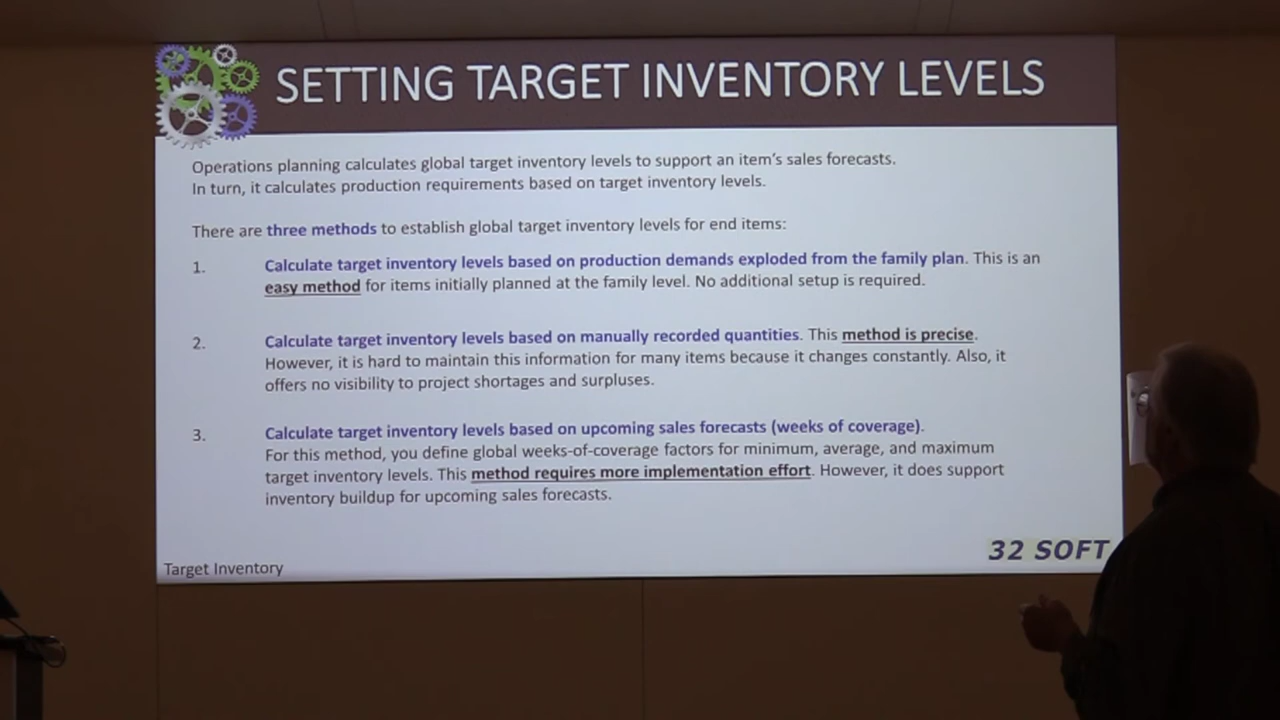 SETTING TARGET INVENTORY LEVELS
Operations planning calculates global target inventory levels to support an item's sales forecasts.
In turn, it calculates production requirements based on target inventory levels.
There are three methods to establish global target inventory levels for end items:
1. Calculate target inventory levels based on production demands exploded from the family plan. This is an
easy method for items initially planned at the family level. No additional setup is required.
2. Calculate target inventory levels based on manually recorded quantities. This method is precise.
However, it is hard to maintain this information for many items because it changes constantly. Also, it
offers no visibility to project shortages and surpluses.
3. Calculate target inventory levels based on upcoming sales forecasts (weeks of coverage).
For this method, you define global weeks-of-coverage factors for minimum, average, and maximum
target inventory levels. This method requires more implementation effort. However, it does support
inventory buildup for upcoming sales forecasts.
32 SOFT
Target Inventory